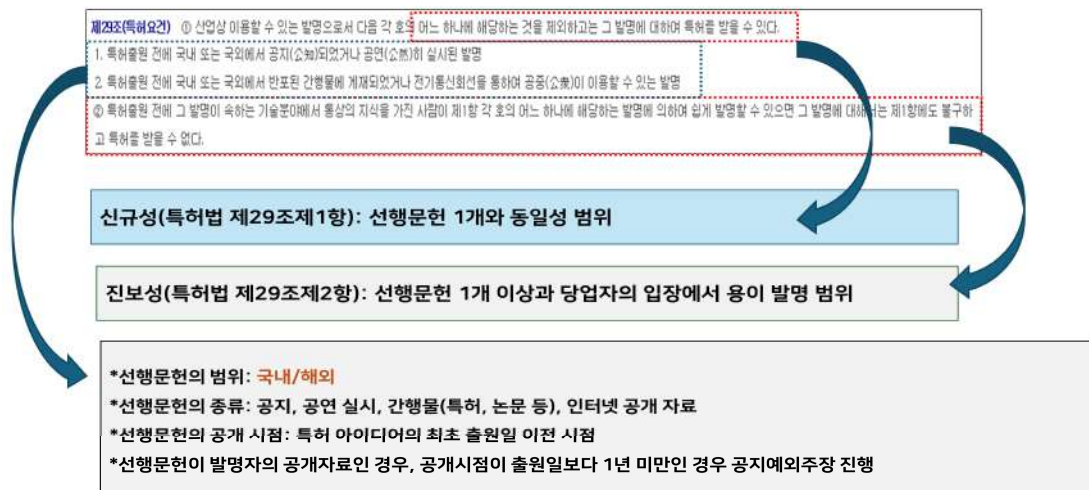 제29조(특허요건) ① 산업상 이용할 수 있는 발명으로서 다음 각 호의 어느 하나에 해당하는 것을 제외하고는 그 발명에 대하여 특허를 받을 수 있다.
1. 특허출원 전에 국내 또는 국외에서 공지(公知)되었거나 공연(公然)히 실시된 발명
2. 특허출원 전에 국내 또는 국외에서 반포된 간행물에 게재되었거나 전기통신회선을 통하여 공중(公衆)이 이용할 수 있는 발명
② 특허출원 전에 그 발명이 속하는 기술분야에서 통상의 지식을 가진 사람이 제1항 각 호의 어느 하나에 해당하는 발명에 의하여 쉽게 발명할 수 있으면 그 발명에 대해서는 제1항에도 불구하
고 특허를 받을 수 없다.
신규성(특허법 제29조제1항): 선행문헌 1개와 동일성 범위
진보성(특허법 제29조제2항): 선행문헌 1개 이상과 당업자의 입장에서 용이 발명 범위
*선행문헌의 범위: 국내/해외
*선행문헌의 종류: 공지, 공연 실시, 간행물(특허, 논문 등), 인터넷 공개 자료
*선행문헌의 공개 시점: 특허 아이디어의 최초 출원일 이전 시점
*선행문헌이 발명자의 공개자료인 경우, 공개시점이 출원일보다 1년 미만인 경우 공지예외주장 진행